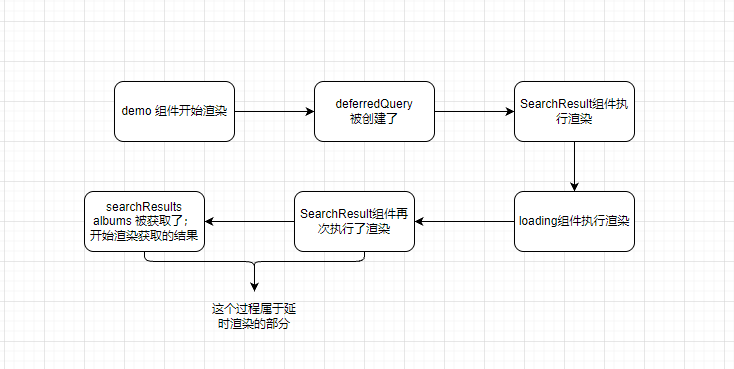 demo 组件开始渲染
deferredQuery
被创建了
SearchResult组件执
行渲染
loading组件执行渲染
SearchResult组件再
次执行了渲染
searchResults
albums 被获取了；
开始渲染获取的结果
这个过程属于延
时渲染的部分